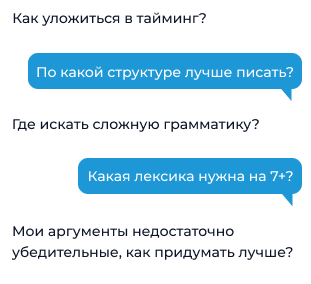 Как уложиться в тайминг?
По какой структуре лучше писать?
Где искать сложную грамматику?
Какая лексика нужна на 7+?
Мои аргументы недостаточно
убедительные, как придумать лучше?